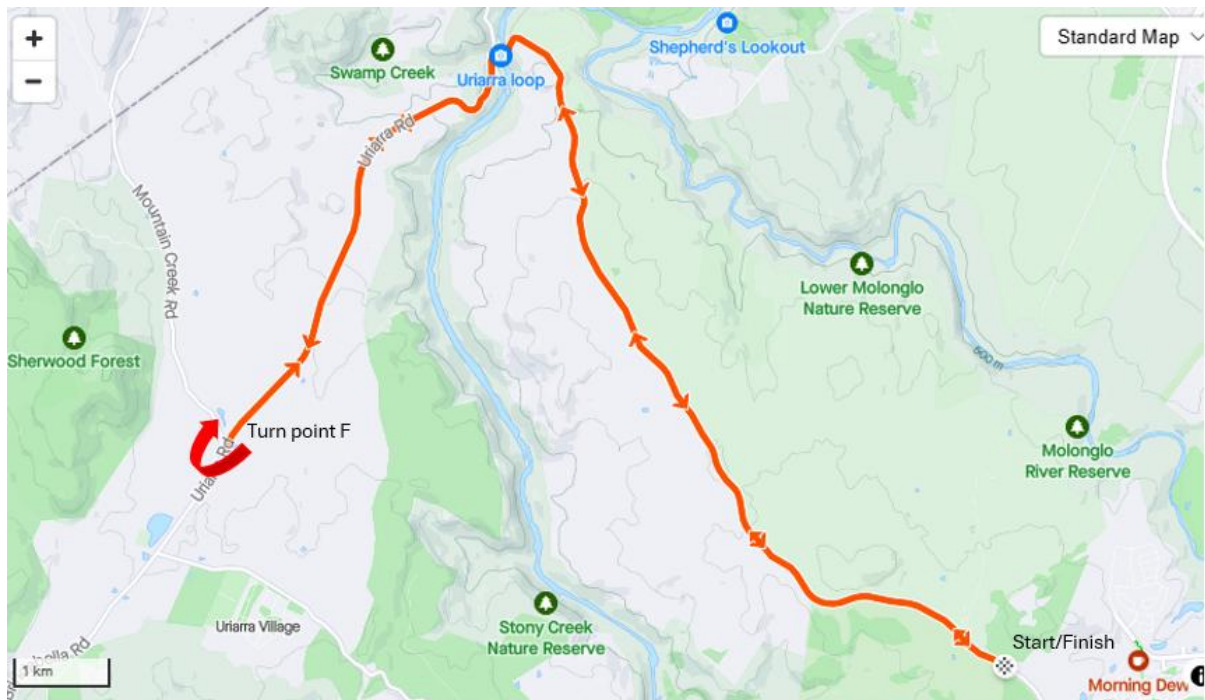 +
−
Standard Map
Swamp Creek
Uriarra loop
Shepherd's Lookout
Uriarra Rd
Mountain Creek Rd
Lower Molonglo
Nature Reserve
Sherwood Forest
500 m
Turn point F
Molonglo
River Reserve
Rd
Uriarra Village
Stony Creek
Nature Reserve
Start/Finish
1 km
Morning Dew